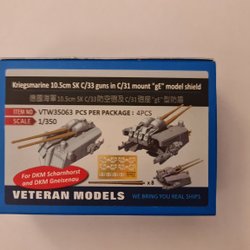 Kriegsmarine 10.5cm SK C/33 guns in C/31 mount "gE" model shield
德國海軍10.5cm SK C/33防空砲及C/31砲座"gE"型防盾
ITEM NO VTW35063 PCS PER PACKAGE : 4PCS
SCALE 1/350
x 8
For DKM Scharnhorst
and DKM Gneisenau
VETERAN MODELS WE BRING YOU REAL SHIPS